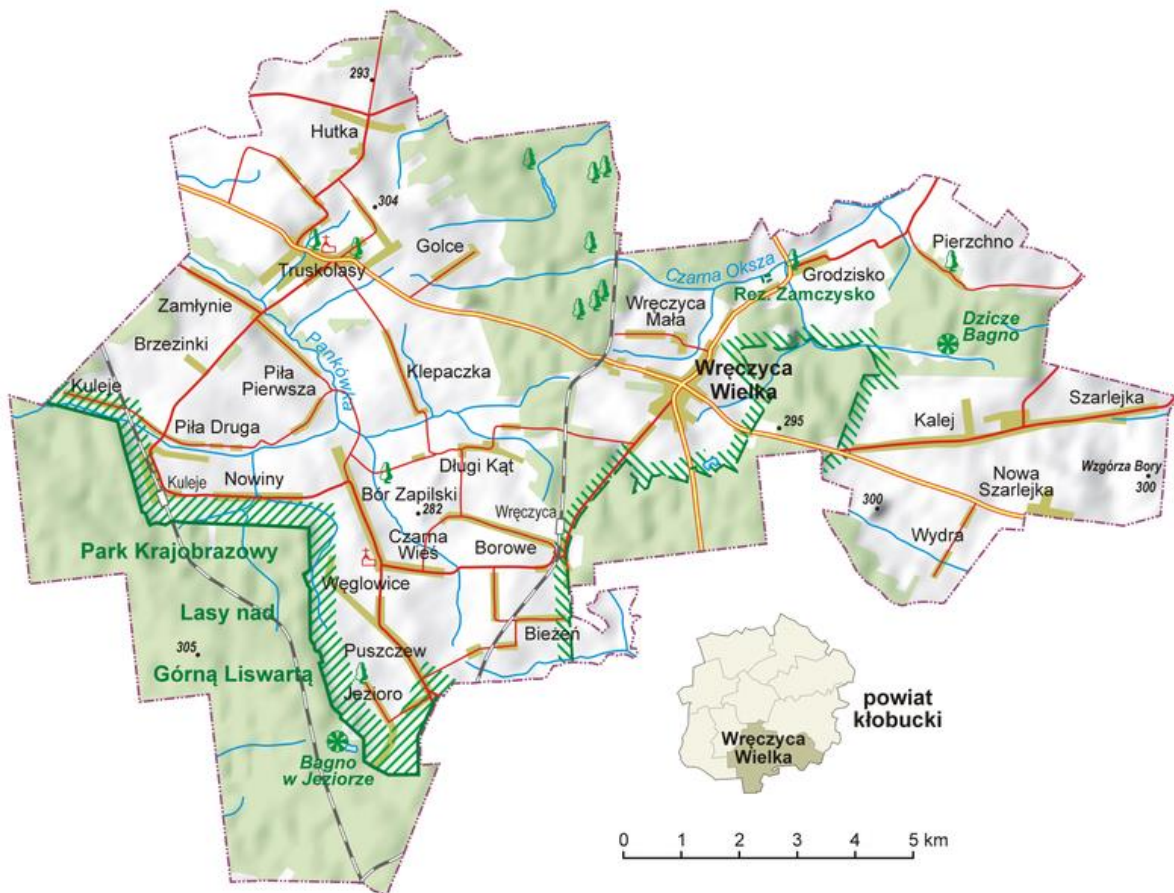 293
Hutka
304
Golce
Truskolasy
Pierzchno
Czarna Oksza
Grodzisko
Rez. Zamczysko
Zamłynie
Wręczyca
Mała
Dzicze
Bagno
Brzezinki
Pankówka
Piła
Pierwsza
Klepaczka
Wręczyca
Wielka
Kuleje
Szarlejka
Kalej
295
Piła Druga
Długi Kąt
Kuleje
Nowiny
Bór Zapilski
282
Wręczyca
Nowa
Szarlejka
Wzgórza Bory
300
300
Czarna
Wieś
Borowe
Wydra
Park Krajobrazowy
Węglowice
Lasy nad
Bieżeń
305
Puszczew
Górną Liswartą
Jezioro
powiat
kłobucki
Wręczyca
Wielka
Bagno
w Jeziorze
0 1 2 3 4 5 km